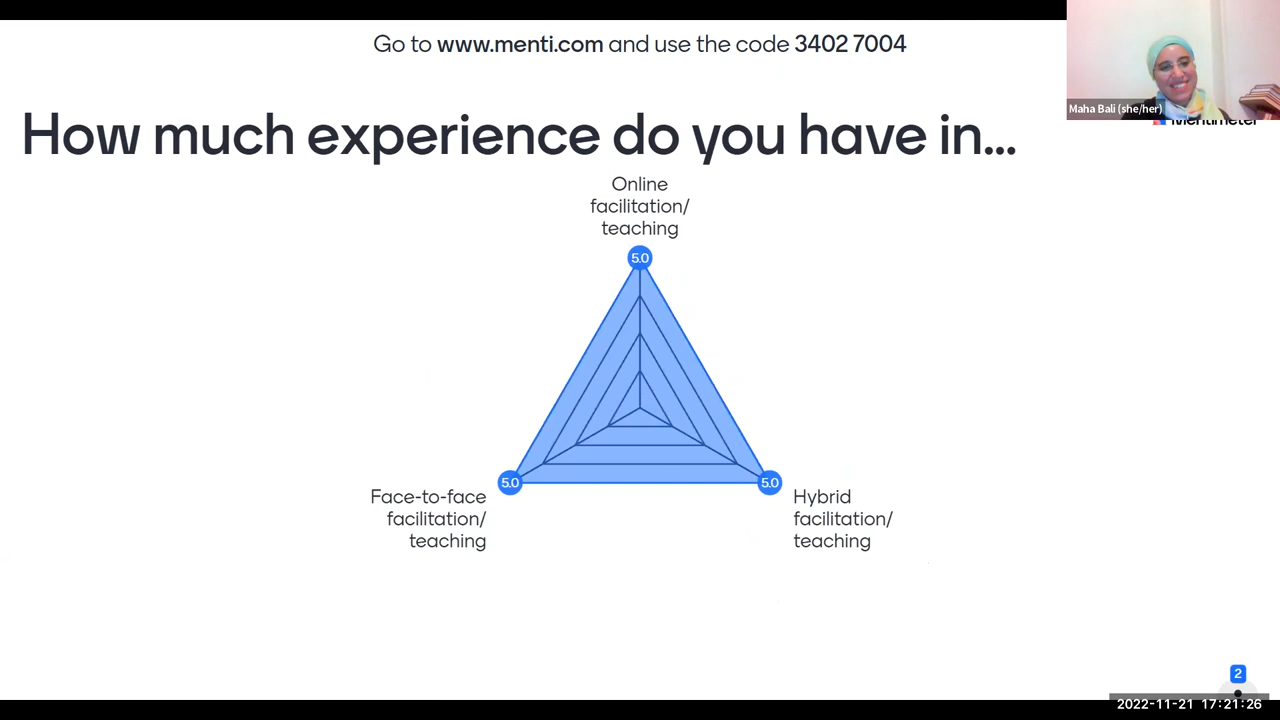 Go to www.menti.com and use the code 3402 7004
Maha Bali (she/her)
Mentimeter
How much experience do you have in...
Online
facilitation/
teaching
5.0
5.0
5.0
Face-to-face
facilitation/
teaching
Hybrid
facilitation/
teaching
2
2022-11-21 17:21:26